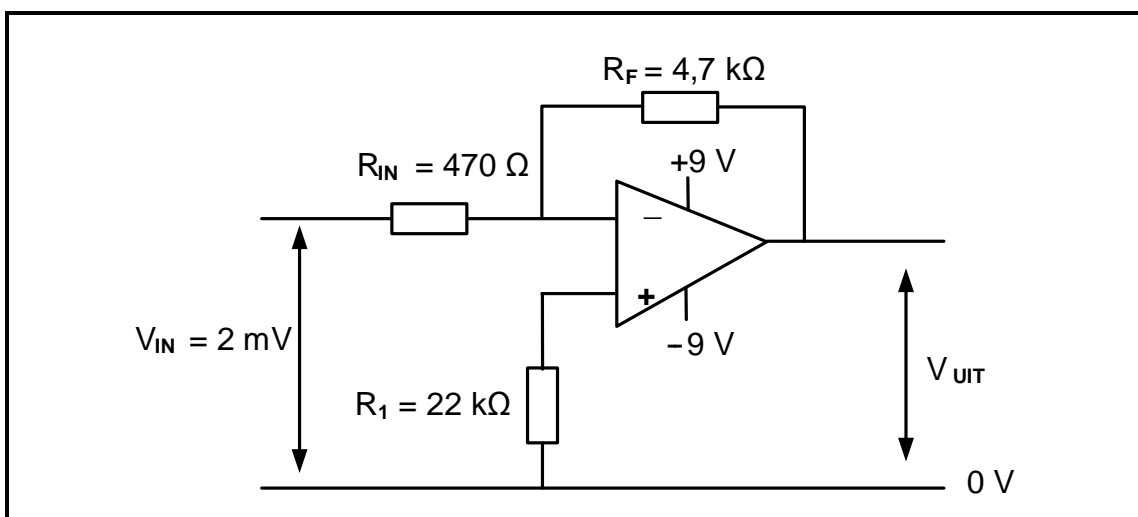 R_F = 4,7 kΩ
R_IN = 470 Ω
+9 V
−
+
−9 V
V_IN = 2 mV
R_1 = 22 kΩ
V_UIT
0 V